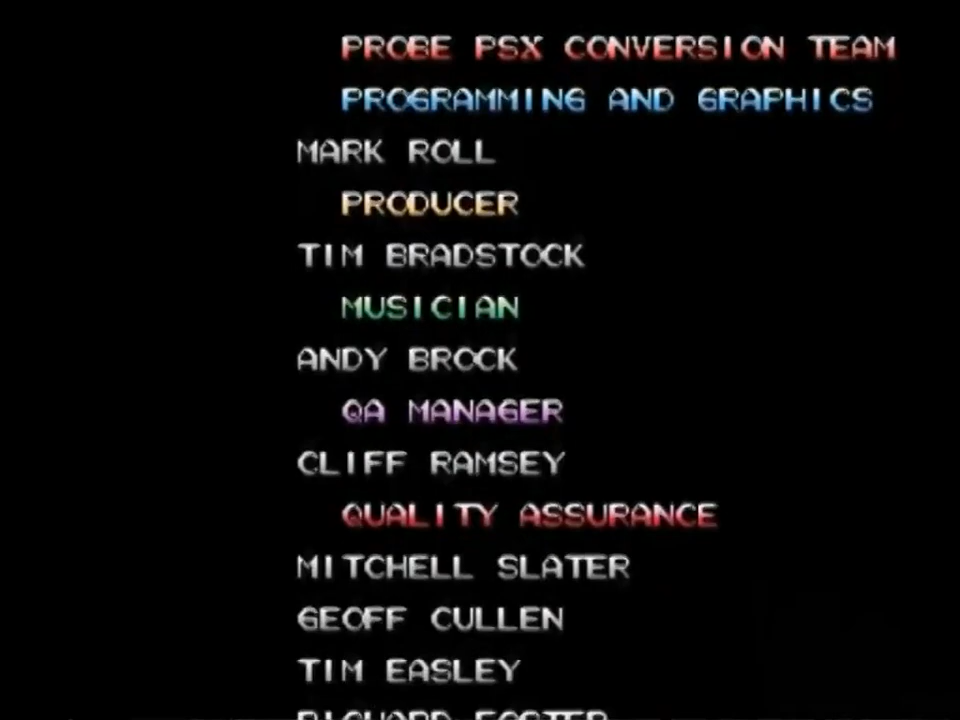 PROBE PSX CONVERSION TEAM
PROGRAMMING AND GRAPHICS
MARK ROLL
PRODUCER
TIM BRADSTOCK
MUSICIAN
ANDY BROCK
QA MANAGER
CLIFF RAMSEY
QUALITY ASSURANCE
MITCHELL SLATER
GEOFF CULLEN
TIM EASLEY